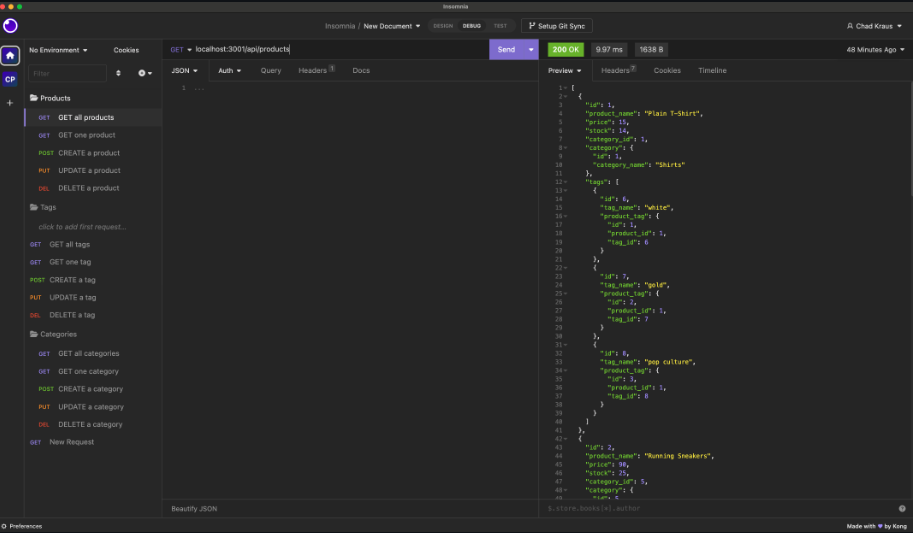 Insomnia
Insomnia / New Document
DESIGN DEBUG TEST
Setup Git Sync
Chad Kraus
No Environment
Cookies
GET localhost:3001/api/products
Send
200 OK
9.97 ms
1638 B
48 Minutes Ago
CP
Filter
JSON
Auth
Query
Headers 1
Docs
Preview
Headers 7
Cookies
Timeline
Products
GET GET all products
GET GET one product
POST CREATE a product
PUT UPDATE a product
DEL DELETE a product
Tags
click to add first request...
GET GET all tags
GET GET one tag
POST CREATE a tag
PUT UPDATE a tag
DEL DELETE a tag
Categories
GET GET all categories
GET GET one category
POST CREATE a category
PUT UPDATE a category
DEL DELETE a category
GET New Request
1 ...
1 [
2 {
3 "id": 1,
4 "product_name": "Plain T-Shirt",
5 "price": 15,
6 "stock": 14,
7 "category_id": 1,
8 "category": {
9 "id": 1,
10 "category_name": "Shirts"
11 },
12 "tags": [
13 {
14 "id": 6,
15 "tag_name": "white",
16 "product_tag": {
17 "id": 1,
18 "product_id": 1,
19 "tag_id": 6
20 }
21 },
22 {
23 "id": 7,
24 "tag_name": "gold",
25 "product_tag": {
26 "id": 2,
27 "product_id": 1,
28 "tag_id": 7
29 }
30 },
31 {
32 "id": 8,
33 "tag_name": "pop culture",
34 "product_tag": {
35 "id": 3,
36 "product_id": 1,
37 "tag_id": 8
38 }
39 }
40 ]
41 },
42 {
43 "id": 2,
44 "product_name": "Running Sneakers",
45 "price": 90,
46 "stock": 25,
47 "category_id": 5,
48 "category": {
49 "id": 5
Beautify JSON
$.store.books[*].author
Preferences
Made with ♥ by Kong